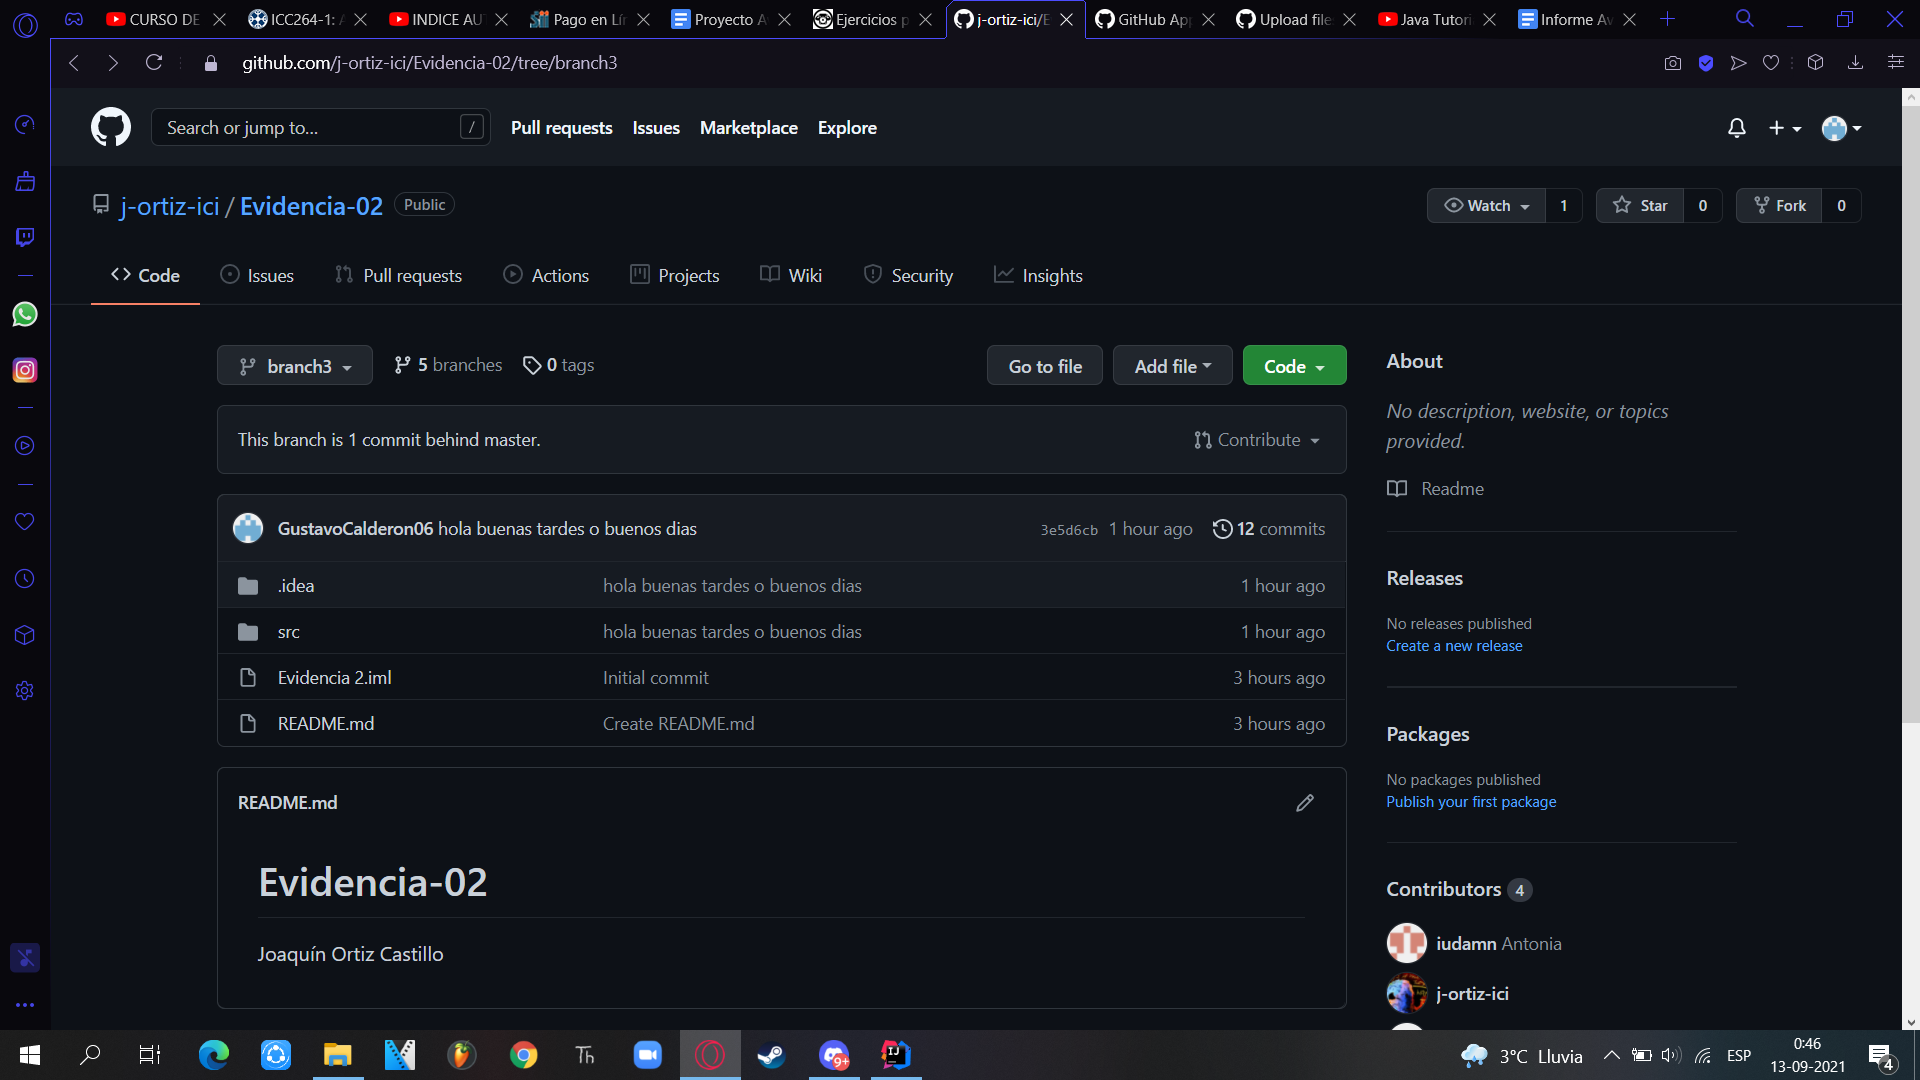 CURSO DE
ICC264-1: A
INDICE AUT
Pago en Lír
Proyecto A
Ejercicios p
j-ortiz-ici/E
GitHub App
Upload file
Java Tutori
Informe Av
github.com/j-ortiz-ici/Evidencia-02/tree/branch3
Search or jump to...
/
Pull requests
Issues
Marketplace
Explore
j-ortiz-ici / Evidencia-02
Public
Watch
1
Star
0
Fork
0
Code
Issues
Pull requests
Actions
Projects
Wiki
Security
Insights
branch3
5 branches
0 tags
Go to file
Add file
Code
This branch is 1 commit behind master.
Contribute
GustavoCalderon06 hola buenas tardes o buenos dias
3e5d6cb 1 hour ago
12 commits
.idea
hola buenas tardes o buenos dias
1 hour ago
src
hola buenas tardes o buenos dias
1 hour ago
Evidencia 2.iml
Initial commit
3 hours ago
README.md
Create README.md
3 hours ago
README.md
Evidencia-02
Joaquín Ortiz Castillo
About
No description, website, or topics
provided.
Readme
Releases
No releases published
Create a new release
Packages
No packages published
Publish your first package
Contributors 4
iudamn Antonia
j-ortiz-ici
Th
9+
IJ
3°C Lluvia
ESP
0:46
13-09-2021
4